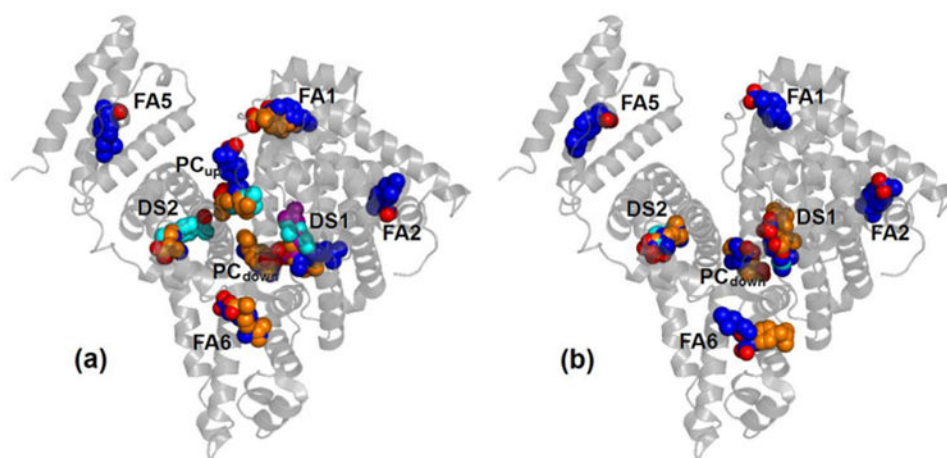 FA5
FA1
PCup
DS2
DS1
FA2
PCdown
FA6
(a)
FA5
FA1
DS2
DS1
FA2
PCdown
FA6
(b)